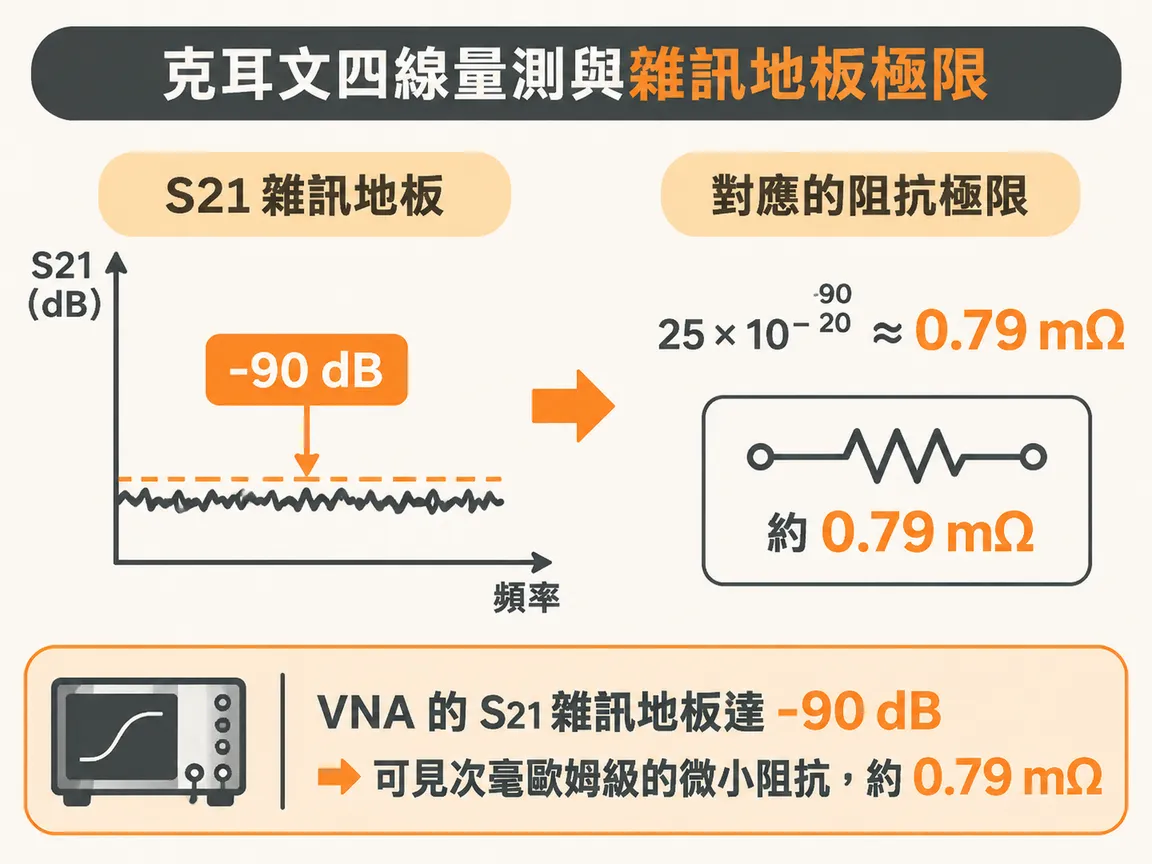 克耳文四線量測與雜訊地板極限
S21 雜訊地板
對應的阻抗極限
S21
(dB)
-90 dB
頻率
-90
25 × 10⁻ 20 ≈ 0.79 mΩ
約 0.79 mΩ
VNA 的 S21 雜訊地板達 -90 dB
可見次毫歐姆級的微小阻抗，約 0.79 mΩ